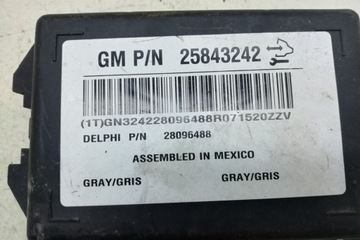 GM P/N 25843242
(1T)GN324228096488R071520ZZV
DELPHI P/N 28096488
ASSEMBLED IN MEXICO
GRAY/GRIS GRAY/GRIS